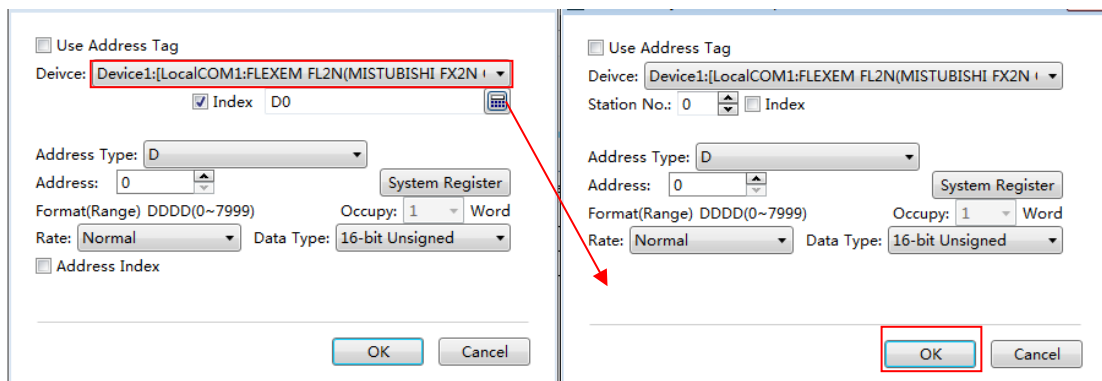 Use Address Tag
Deivce: Device1:[LocalCOM1:FLEXEM FL2N(MISTUBISHI FX2N
Index D0
Address Type: D
Address: 0 System Register
Format(Range) DDDD(0~7999) Occupy: 1 Word
Rate: Normal Data Type: 16-bit Unsigned
Address Index
OK Cancel
Use Address Tag
Deivce: Device1:[LocalCOM1:FLEXEM FL2N(MISTUBISHI FX2N
Station No.: 0 Index
Address Type: D
Address: 0 System Register
Format(Range) DDDD(0~7999) Occupy: 1 Word
Rate: Normal Data Type: 16-bit Unsigned
OK Cancel